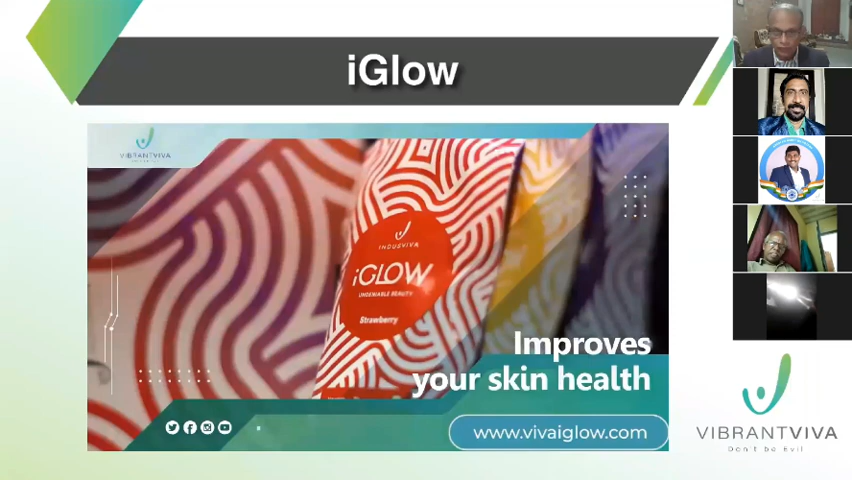 iGlow
VIBRANTVIVA
INDUSVIVA
iGLOW
UNDENIABLE BEAUTY
Strawberry
Improves
your skin health
www.vivaiglow.com
VIBRANTVIVA
Don't be Evil